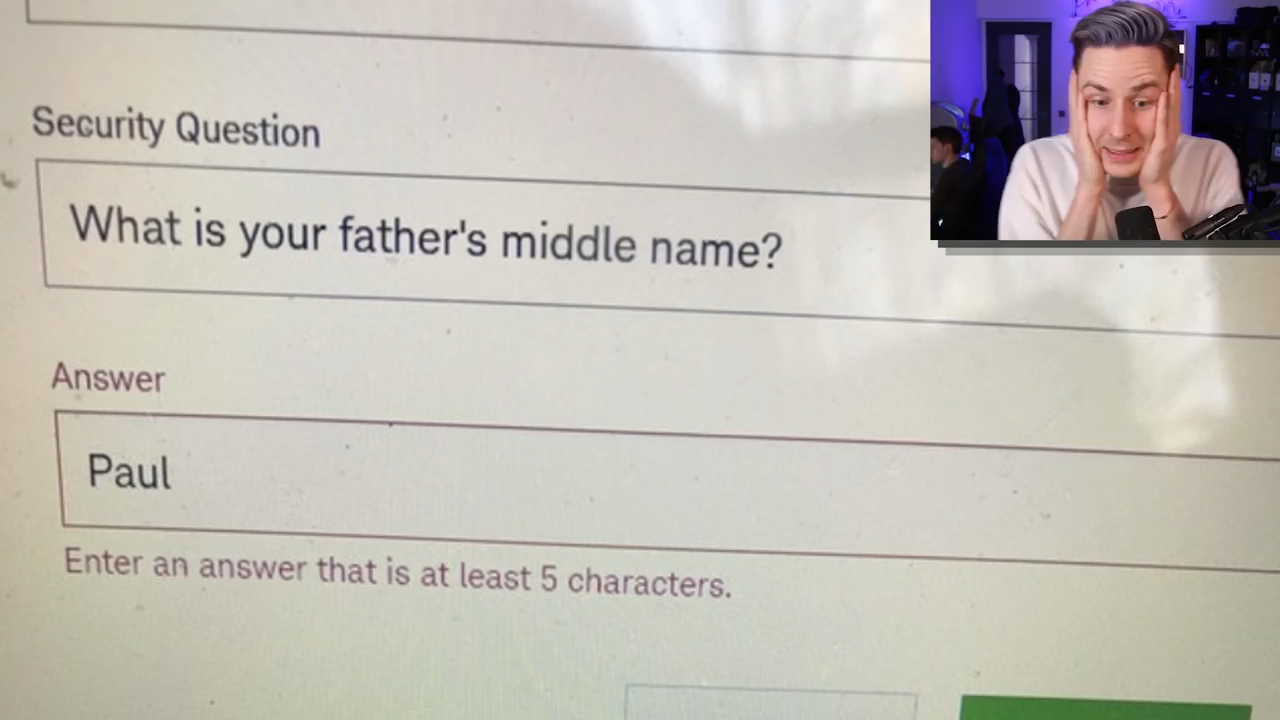 Security Question
What is your father's middle name?
Answer
Paul
Enter an answer that is at least 5 characters.